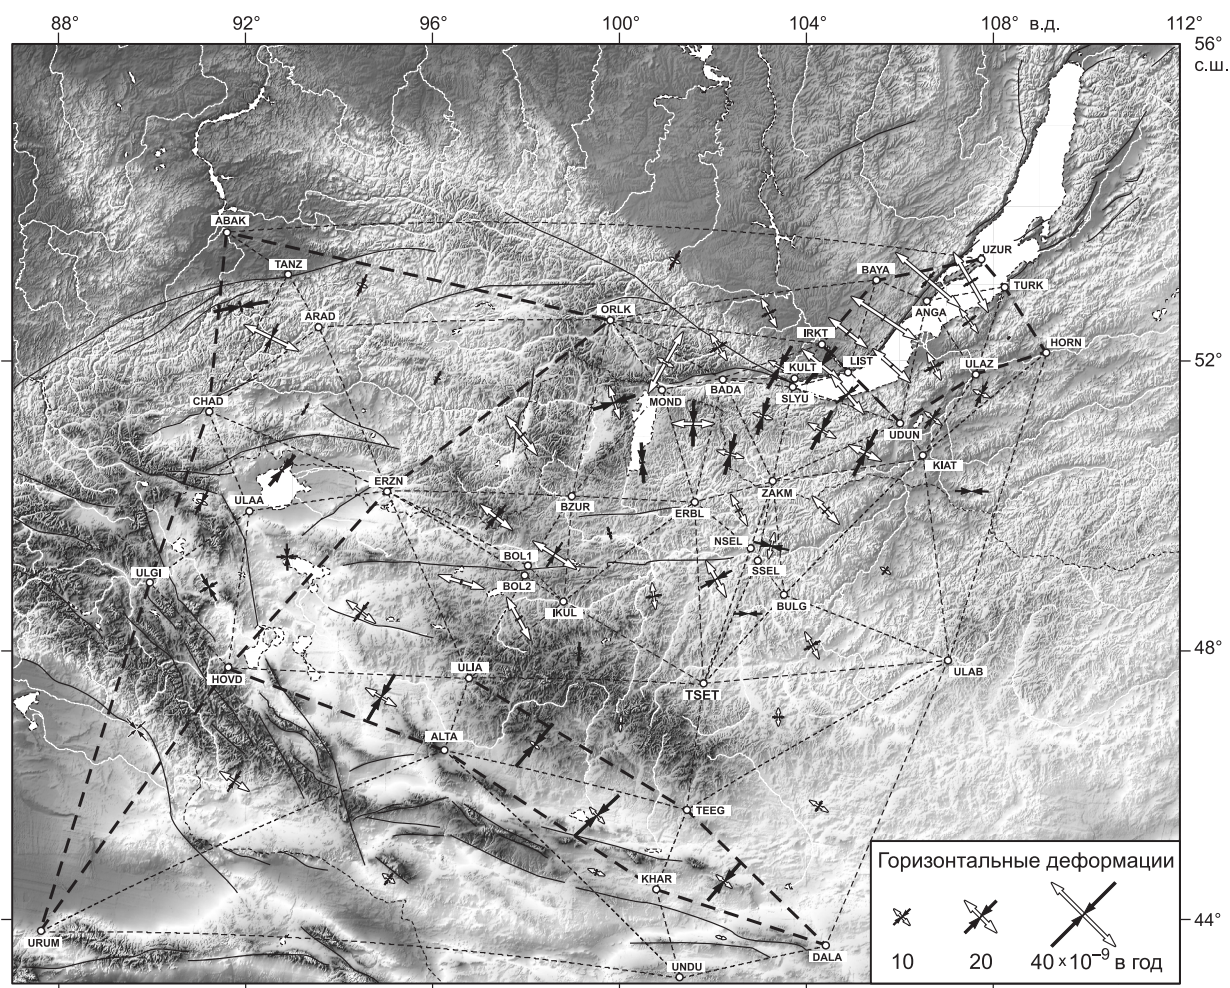 88° 92° 96° 100° 104° 108° в.д. 112°
56°
с.ш.
ABAK
UZUR
TANZ
BAYA
TURK
ORLK
ANGA
ARAD
IRKT
HORN
52°
LIST
KULT
ULAZ
BADA
SLYU
MOND
CHAD
UDUN
KIAT
ERZN
ZAKM
ULAA
BZUR
ERBL
NSEL
BOL1
SSEL
ULGI
BOL2
BULG
IKUL
48°
ULIA
ULAB
HOVD
TSET
ALTA
TEEG
Горизонтальные деформации
KHAR
44°
URUM
DALA
10 20 40 × 10⁻⁹ в год
UNDU